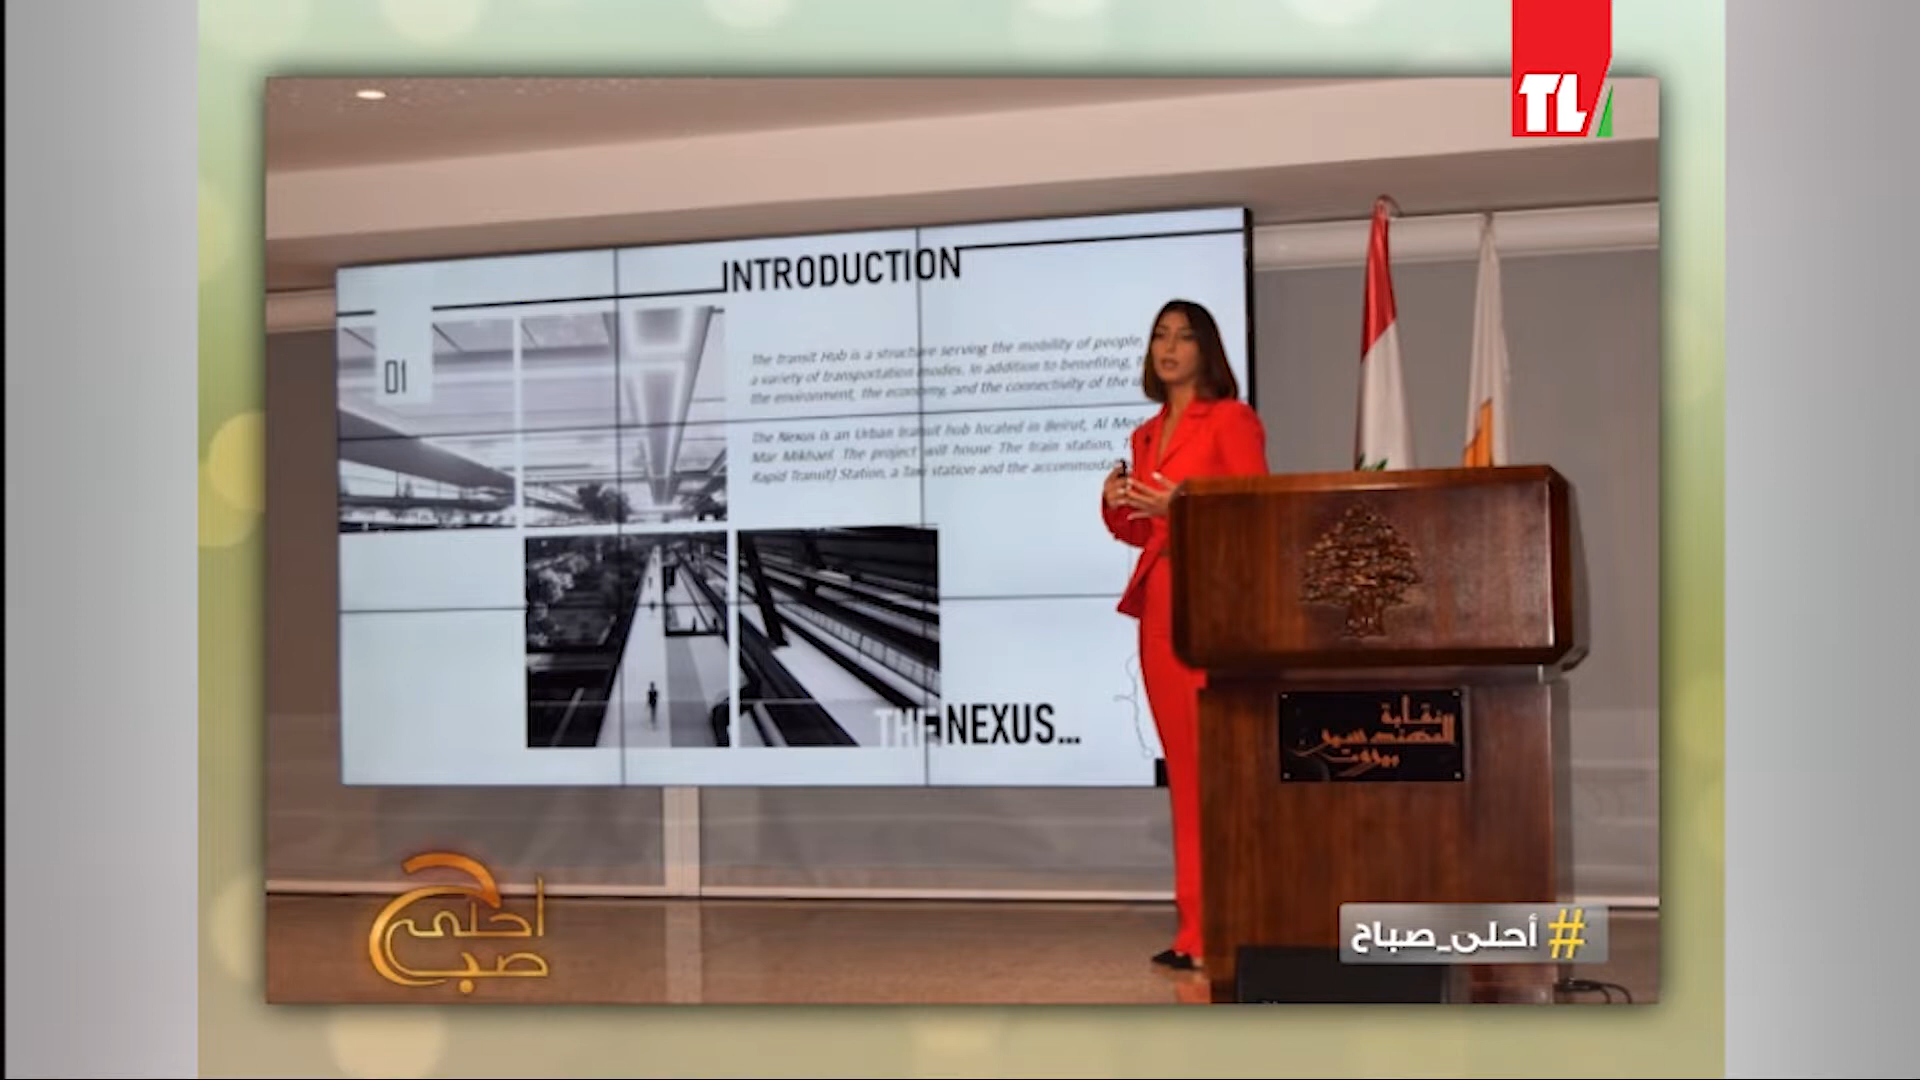 TL
INTRODUCTION
01
The Transit Hub is a structure serving the mobility of people,
a variety of transportation modes. In addition to benefiting,
the environment, the economy, and the connectivity of the
The Nexus is an Urban transit hub located in Beirut, Al
Mar Mikhael. The project will house The train station,
Rapid Transit) Station, a Taxi station and the
THE NEXUS...
نقابة
المهندسين
بيروت
أحلى
صباح
#أحلى_صباح